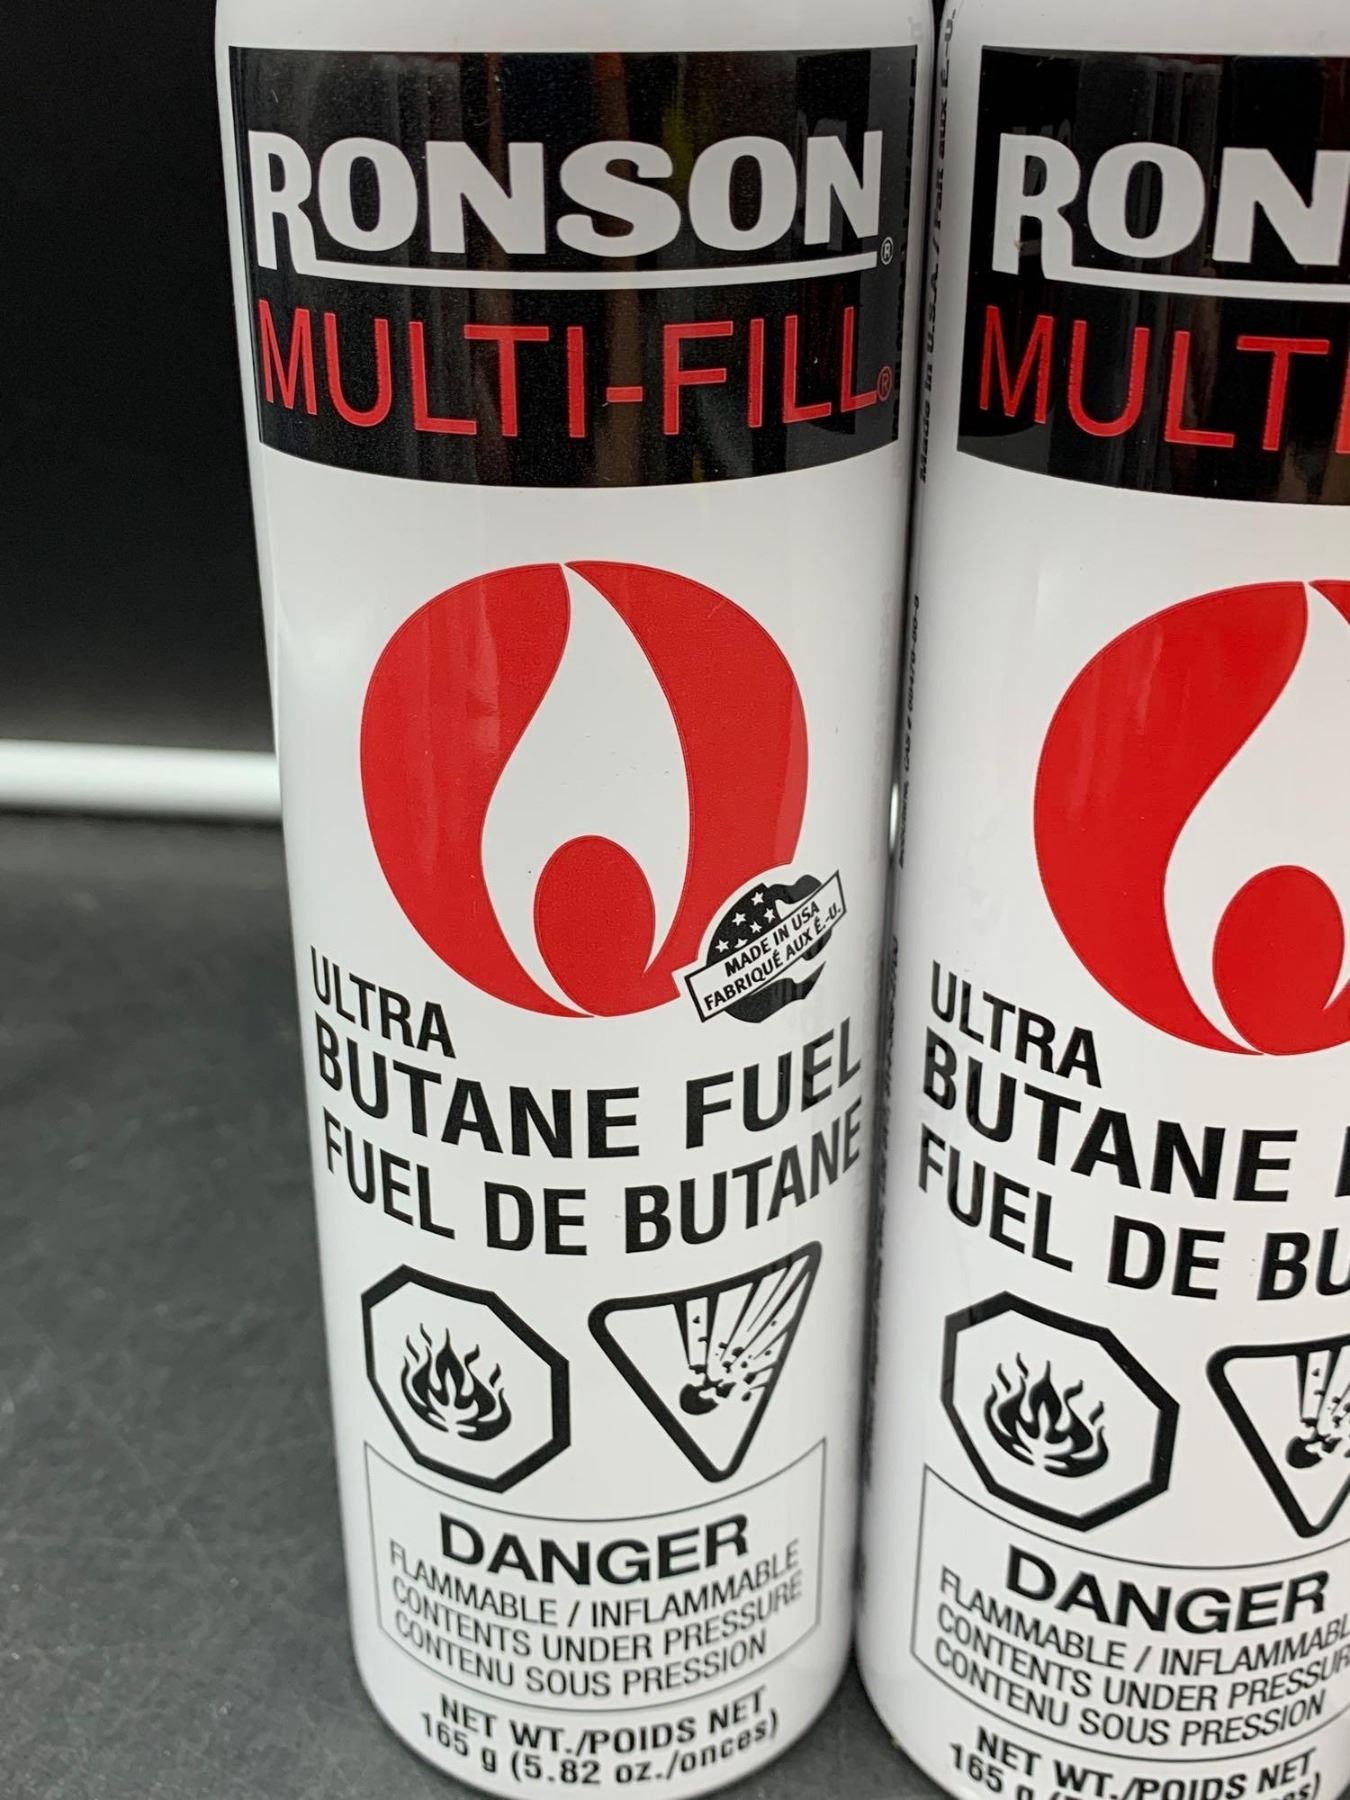 RONSON®
MULTI-FILL®
MADE IN USA
FABRIQUÉ AUX É.-U.
ULTRA
BUTANE FUEL
FUEL DE BUTANE
DANGER
FLAMMABLE / INFLAMMABLE
CONTENTS UNDER PRESSURE
CONTENU SOUS PRESSION
NET WT./POIDS NET
165 g (5.82 oz./onces)
RON
MULTI
ULTRA
BUTANE
FUEL DE BU
DANGER
FLAMMABLE / INFLAMMABL
CONTENTS UNDER PRESSUR
CONTENU SOUS PRESSION
NET WT./POIDS NET
165 g